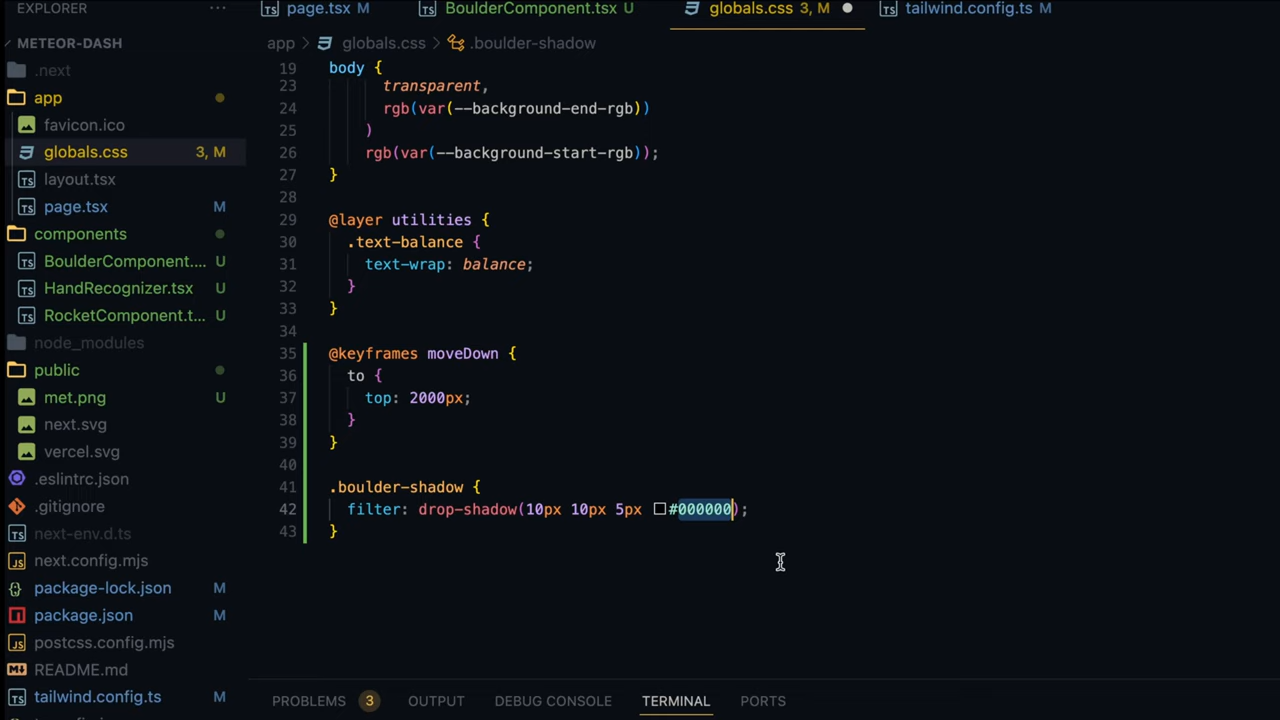 EXPLORER ···
page.tsx M
BoulderComponent.tsx U
globals.css 3, M
tailwind.config.ts M
METEOR-DASH
.next
app
favicon.ico
globals.css 3, M
layout.tsx
page.tsx M
components
BoulderComponent.... U
HandRecognizer.tsx U
RocketComponent.t... U
node_modules
public
met.png U
next.svg
vercel.svg
.eslintrc.json
.gitignore
next-env.d.ts
next.config.mjs
package-lock.json M
package.json M
postcss.config.mjs
README.md
tailwind.config.ts M
app > globals.css > .boulder-shadow
19 body {
23 transparent,
24 rgb(var(--background-end-rgb))
25 )
26 rgb(var(--background-start-rgb));
27 }
28
29 @layer utilities {
30 .text-balance {
31 text-wrap: balance;
32 }
33 }
34
35 @keyframes moveDown {
36 to {
37 top: 2000px;
38 }
39 }
40
41 .boulder-shadow {
42 filter: drop-shadow(10px 10px 5px #000000);
43 }
PROBLEMS 3 OUTPUT DEBUG CONSOLE TERMINAL PORTS